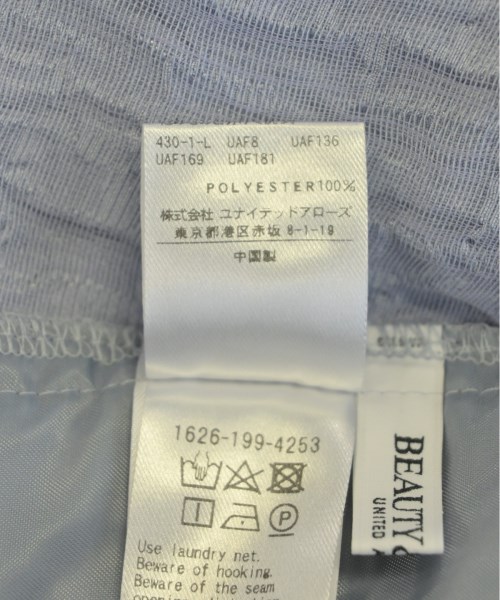 430-1-L UAF8 UAF136
UAF169 UAF181
POLYESTER100%
株式会社 ユナイテッドアローズ
東京都港区赤坂 8-1-19
中国製
1626-199-4253
P
Use laundry net.
Beware of hooking.
Beware of the seam
BEAUTY &
UNITED